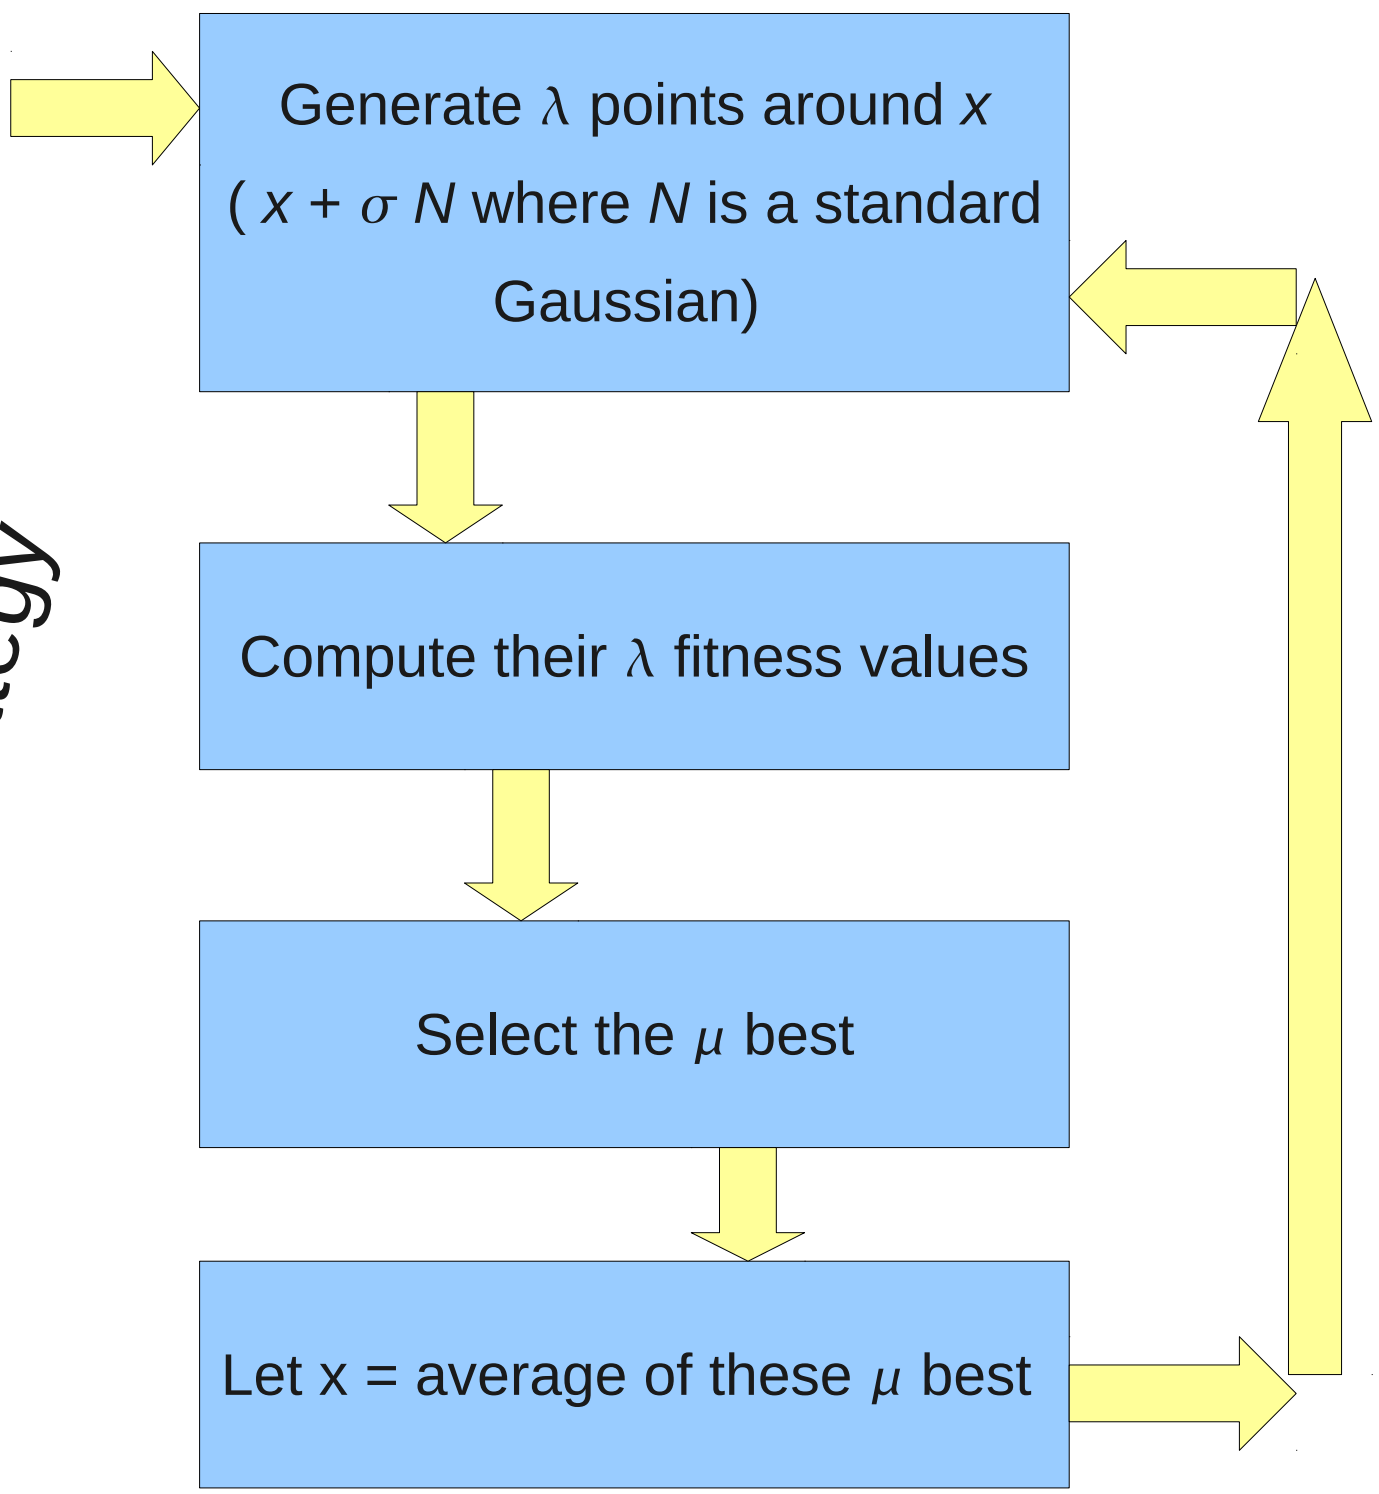 Generate λ points around x
( x + σ N where N is a standard
Gaussian)
Compute their λ fitness values
Select the μ best
Let x = average of these μ best